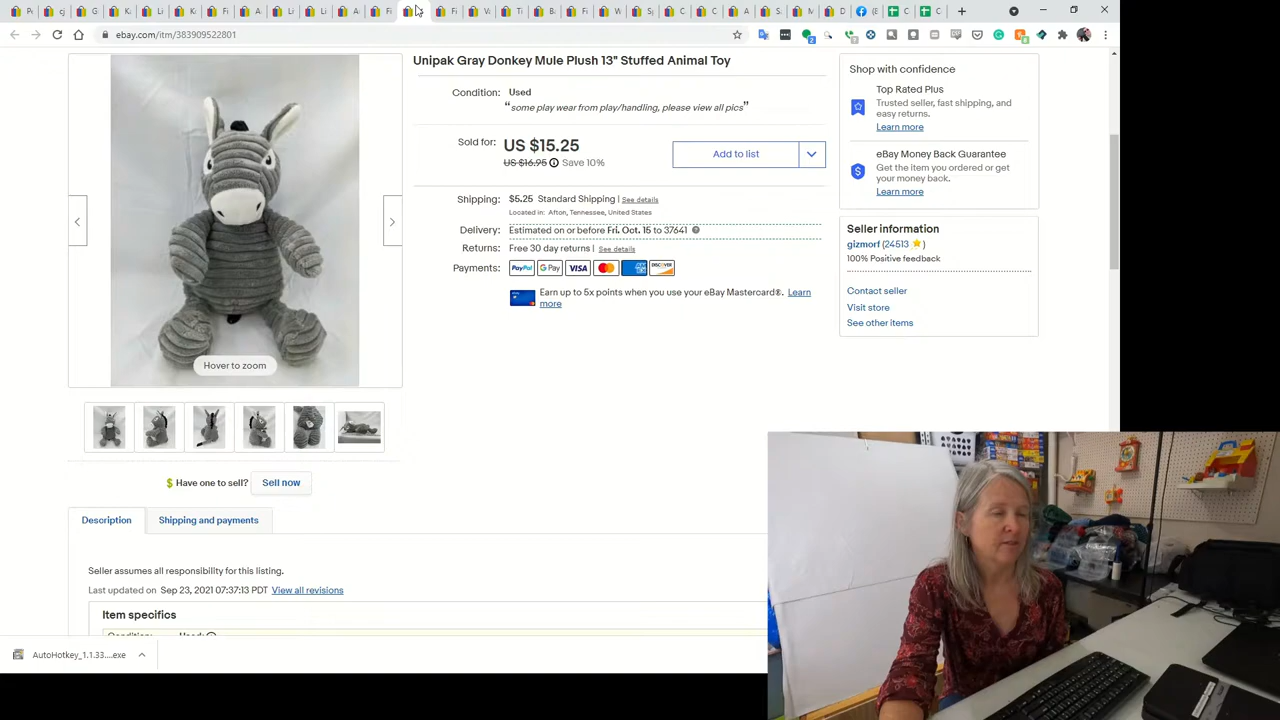 ebay.com/itm/383909522801
Unipak Gray Donkey Mule Plush 13" Stuffed Animal Toy
Condition: Used
"some play wear from play/handling, please view all pics"
Sold for: US $15.25
US $16.95 Save 10%
Add to list
Shipping: $5.25 Standard Shipping | See details
Located in: Afton, Tennessee, United States
Delivery: Estimated on or before Fri. Oct. 15 to 37641
Returns: Free 30 day returns | See details
Payments: PayPal G Pay VISA DISCOVER
Earn up to 5x points when you use your eBay Mastercard®. Learn
more
Shop with confidence
Top Rated Plus
Trusted seller, fast shipping, and
easy returns.
Learn more
eBay Money Back Guarantee
Get the item you ordered or get
your money back.
Learn more
Seller information
gizmorf (24513 )
100% Positive feedback
Contact seller
Visit store
See other items
Hover to zoom
$ Have one to sell? Sell now
Description
Shipping and payments
Seller assumes all responsibility for this listing.
Last updated on Sep 23, 2021 07:37:13 PDT View all revisions
Item specifics
AutoHotkey_1.1.33....exe